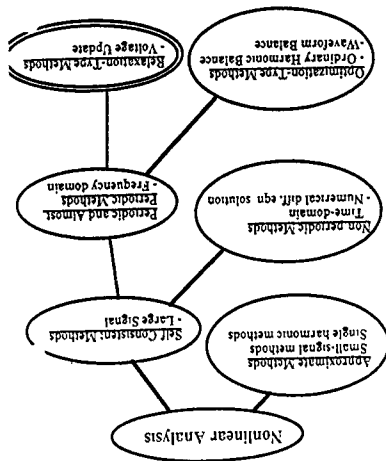 Nonlinear Analysis
Approximate Methods
Small-signal methods
Single harmonic methods
Self Consistent Methods
- Large Signal
Non periodic Methods
Time-domain
- Numerical diff. eqn solution
Periodic and Almost
Periodic Methods
- Frequency domain
Optimization-Type Methods
- Ordinary Harmonic Balance
-Waveform Balance
Relaxation-Type Methods
- Voltage Update